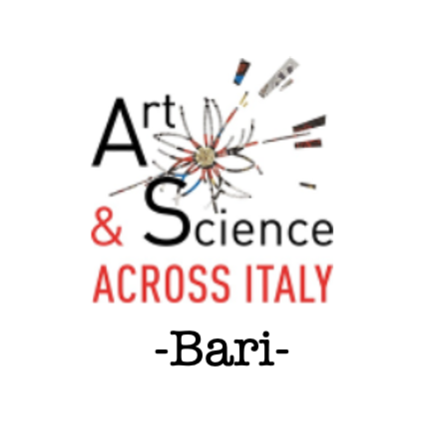 Art
& Science
ACROSS ITALY
-Bari-